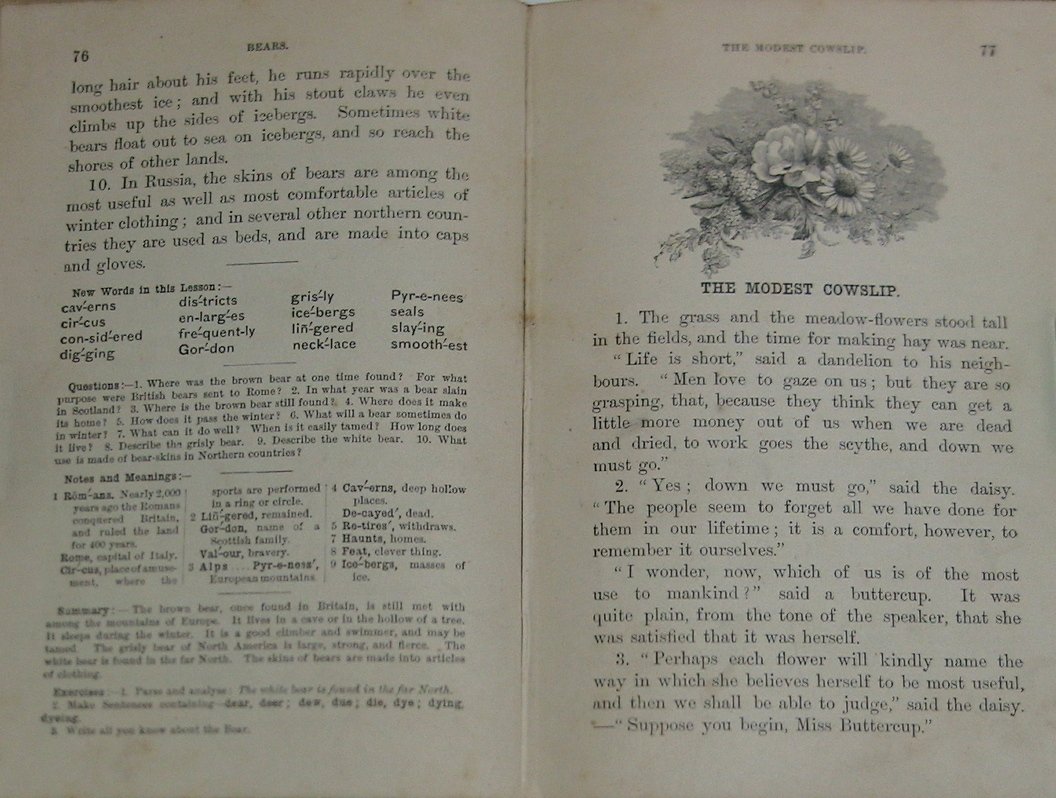 76
BEARS.
long hair about his feet, he runs rapidly over the
smoothest ice; and with his stout claws he even
climbs up the sides of icebergs. Sometimes white
bears float out to sea on icebergs, and so reach the
shores of other lands.
10. In Russia, the skins of bears are among the
most useful as well as most comfortable articles of
winter clothing; and in several other northern coun-
tries they are used as beds, and are made into caps
and gloves.
New Words in this Lesson:—
cav´-erns dis´-tricts gris´-ly Pyr-e-nees
cir´-cus en-larg´-es ice´-bergs seals
con-sid´-ered fre´-quent-ly liñ´-gered slay´-ing
dig´-ging Gor´-don neck´-lace smooth´-est
Questions:—1. Where was the brown bear at one time found? For what
purpose were British bears sent to Rome? 2. In what year was a bear slain
in Scotland? 3. Where is the brown bear still found? 4. Where does it make
its home? 5. How does it pass the winter? 6. What will a bear sometimes do
in winter? 7. What can it do well? When is it easily tamed? How long does
it live? 8. Describe the grisly bear. 9. Describe the white bear. 10. What
use is made of bear-skins in Northern countries?
Notes and Meanings:—
1 Rōm´-ans. Nearly 2,000
years ago the Romans
conquered Britain,
and ruled the land
for 400 years.
Rome, capital of Italy.
Cir´-cus, place of amuse-
ment, where the
sports are performed
in a ring or circle.
2 Liñ´-gered, remained.
Gor´-don, name of a
Scottish family.
Val´-our, bravery.
3 Alps ... Pyr-e-nees´,
European mountains.
4 Cav´-erns, deep hollow
places.
De-cayed´, dead.
5 Re-tires´, withdraws.
7 Haunts, homes.
8 Feat, clever thing.
9 Ice´-bergs, masses of
ice.
Summary:—The brown bear, once found in Britain, is still met with
among the mountains of Europe. It lives in a cave or in the hollow of a tree.
It sleeps during the winter. It is a good climber and swimmer, and may be
tamed. The grisly bear of North America is large, strong, and fierce. The
white bear is found in the far North. The skins of bears are made into articles
of clothing.
Exercises:—1. Parse and analyse: The white bear is found in the far North.
2. Make Sentences containing—dear, deer; dew, due; die, dye; dying,
dyeing.
3. Write all you know about the Bear.
THE MODEST COWSLIP.
77
THE MODEST COWSLIP.
1. The grass and the meadow-flowers stood tall
in the fields, and the time for making hay was near.
"Life is short," said a dandelion to his neigh-
bours. "Men love to gaze on us; but they are so
grasping, that, because they think they can get a
little more money out of us when we are dead
and dried, to work goes the scythe, and down we
must go."
2. "Yes; down we must go," said the daisy.
"The people seem to forget all we have done for
them in our lifetime; it is a comfort, however, to
remember it ourselves."
"I wonder, now, which of us is of the most
use to mankind?" said a buttercup. It was
quite plain, from the tone of the speaker, that she
was satisfied that it was herself.
3. "Perhaps each flower will kindly name the
way in which she believes herself to be most useful,
and then we shall be able to judge," said the daisy.
—"Suppose you begin, Miss Buttercup."